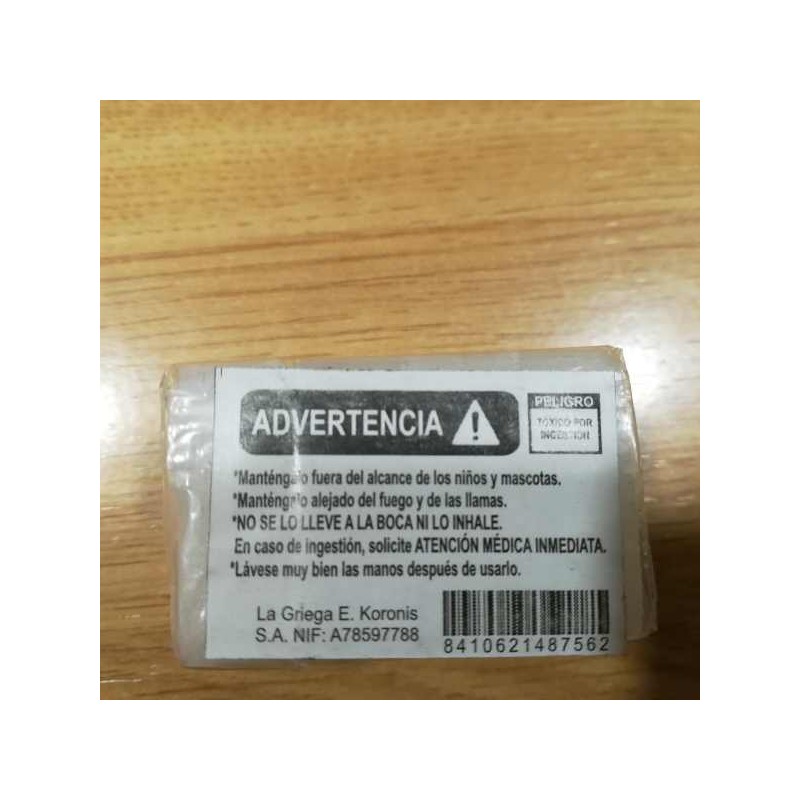 ADVERTENCIA
PELIGRO
TOXICO POR
INGESTION
*Manténgalo fuera del alcance de los niños y mascotas.
*Manténgalo alejado del fuego y de las llamas.
*NO SE LO LLEVE A LA BOCA NI LO INHALE.
En caso de ingestión, solicite ATENCIÓN MÉDICA INMEDIATA.
*Lávese muy bien las manos después de usarlo.
La Griega E. Koronis
S.A. NIF: A78597788
8410621487562